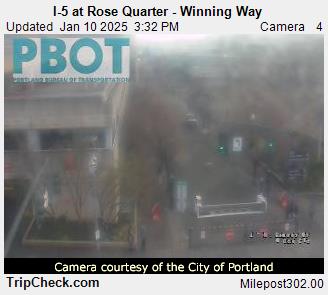 I-5 at Rose Quarter - Winning Way
Updated Jan 10 2025 3:32 PM Camera 4
PBOT
PORTLAND BUREAU OF TRANSPORTATION
Camera courtesy of the City of Portland
TripCheck.com Milepost302.00